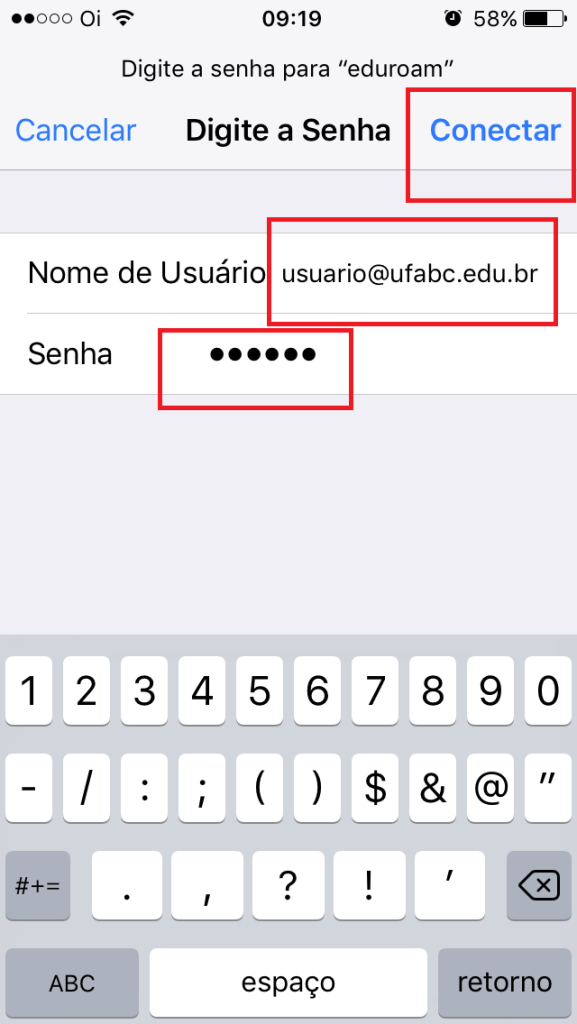 Oi 09:19 58%
Digite a senha para “eduroam”
Cancelar Digite a Senha Conectar
Nome de Usuário usuario@ufabc.edu.br
Senha ••••••
1 2 3 4 5 6 7 8 9 0
- / : ; ( ) $ & @ ”
#+= . , ? ! ’
ABC espaço retorno